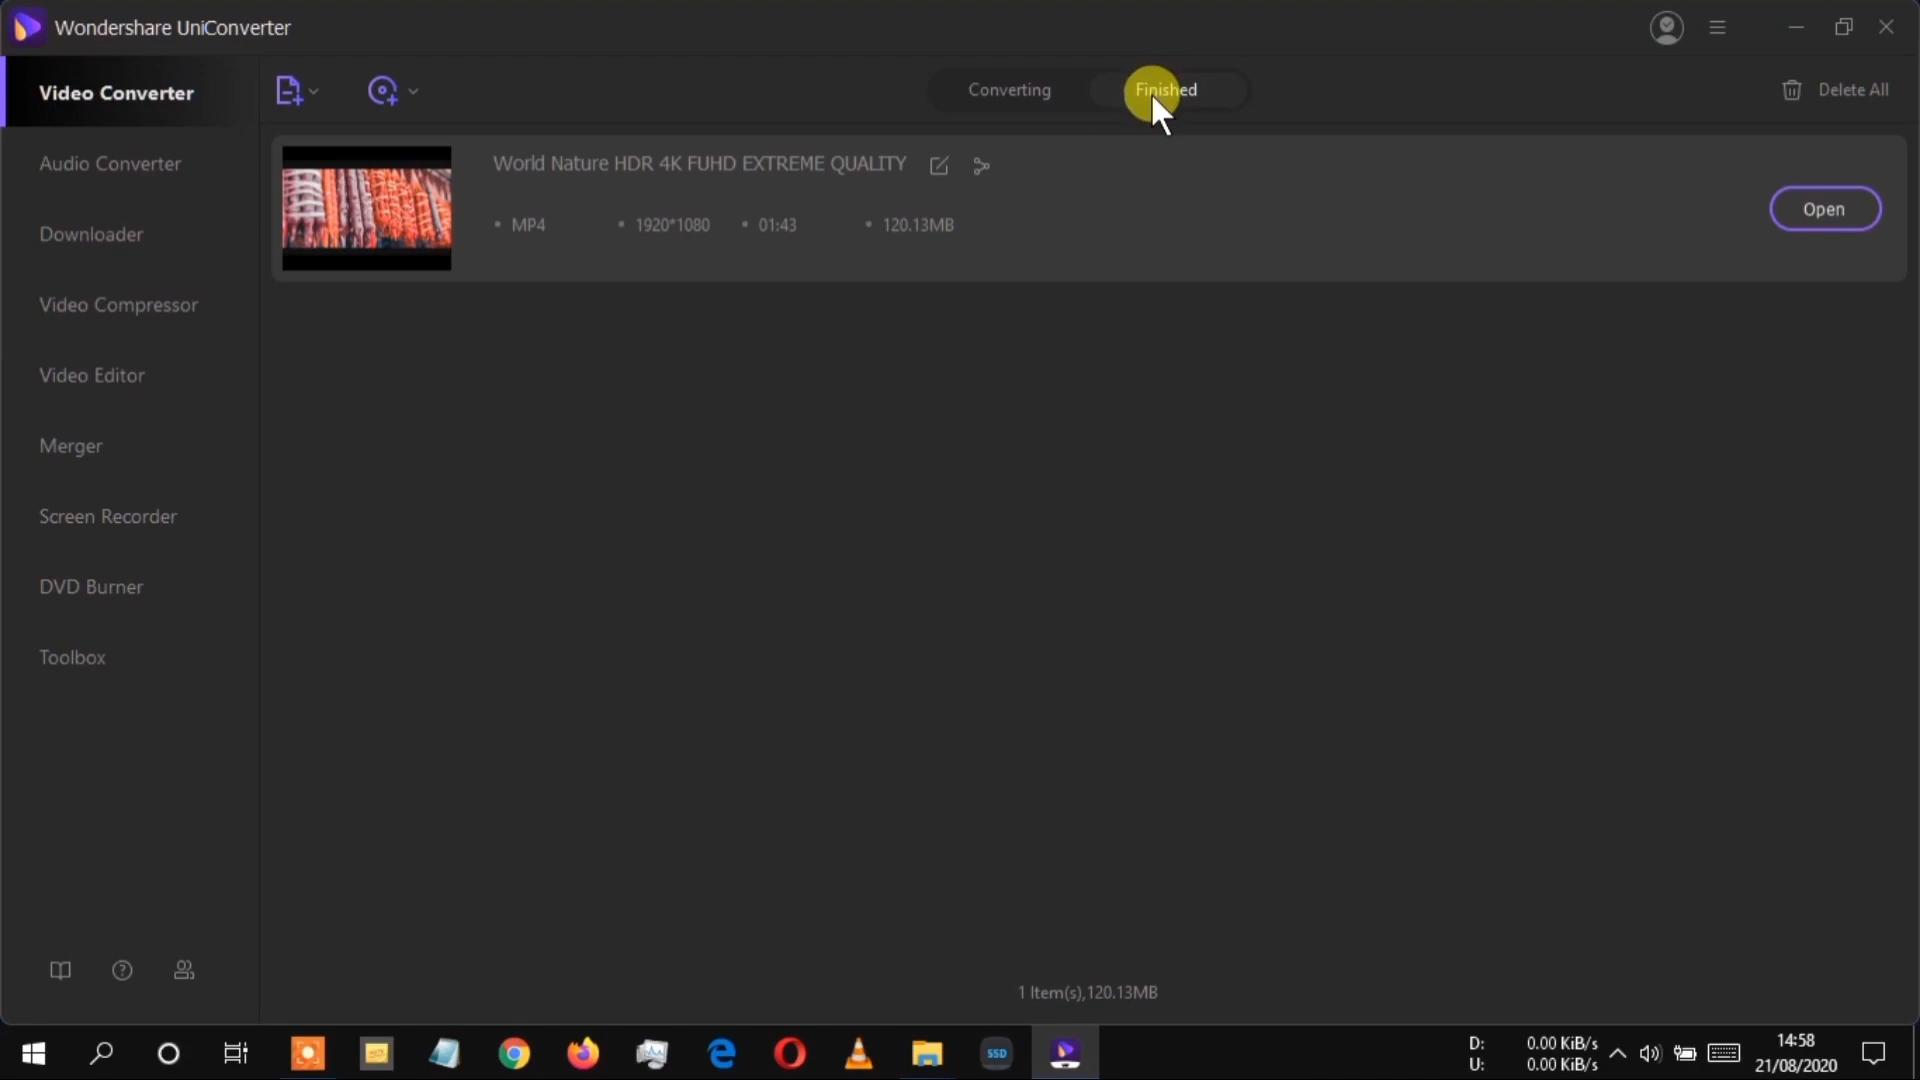 Wondershare UniConverter
Video Converter
Converting
Finished
Delete All
Audio Converter
World Nature HDR 4K FUHD EXTREME QUALITY
MP4
1920*1080
01:43
120.13MB
Open
Downloader
Video Compressor
Video Editor
Merger
Screen Recorder
DVD Burner
Toolbox
1 Item(s),120.13MB
SSD
D: 0.00 KiB/s
U: 0.00 KiB/s
14:58
21/08/2020